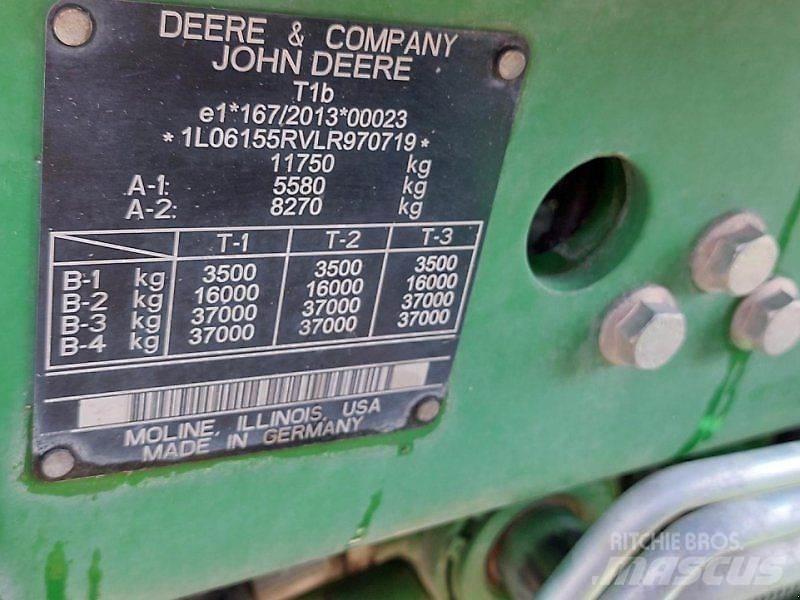 DEERE & COMPANY
JOHN DEERE
T1b
e1*167/2013*00023
*1L06155RVLR970719*
11750 kg
A-1: 5580 kg
A-2: 8270 kg
T-1 T-2 T-3
B-1 kg 3500 3500 3500
B-2 kg 16000 16000 16000
B-3 kg 37000 37000 37000
B-4 kg 37000 37000 37000
MOLINE, ILLINOIS, USA
MADE IN GERMANY
RITCHIE BROS.
MASCUS